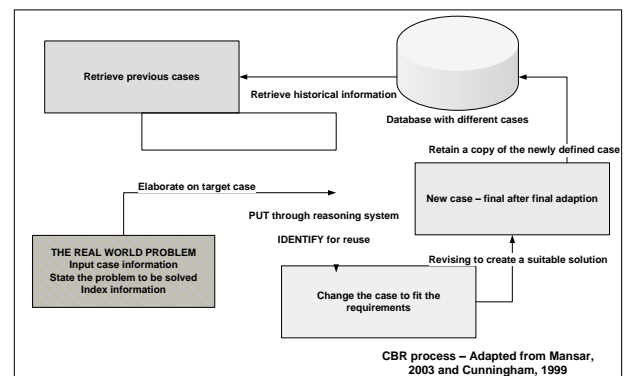 Retrieve previous cases
Retrieve historical information
Database with different cases
Retain a copy of the newly defined case
Elaborate on target case
New case – final after final adaption
PUT through reasoning system
IDENTIFY for reuse
THE REAL WORLD PROBLEM
Input case information
State the problem to be solved
Index information
Revising to create a suitable solution
Change the case to fit the
requirements
CBR process – Adapted from Mansar,
2003 and Cunningham, 1999